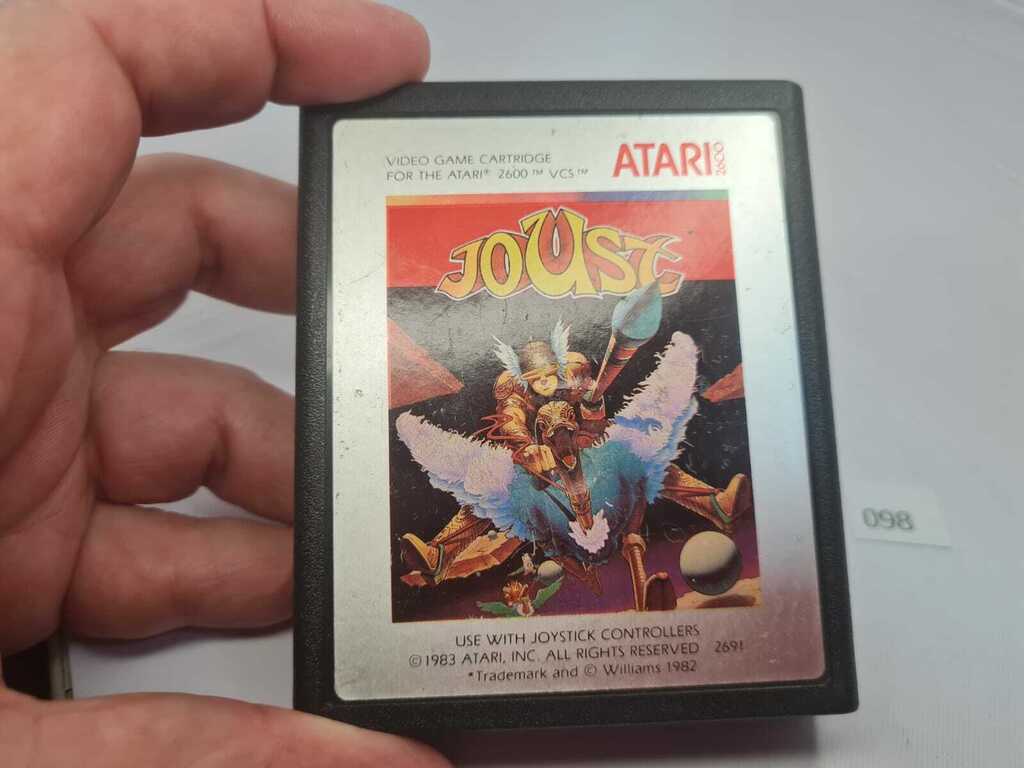 VIDEO GAME CARTRIDGE
FOR THE ATARI® 2600™ VCS™
ATARI 2600
JOUST
098
USE WITH JOYSTICK CONTROLLERS
©1983 ATARI, INC. ALL RIGHTS RESERVED 2691
*Trademark and © Williams 1982